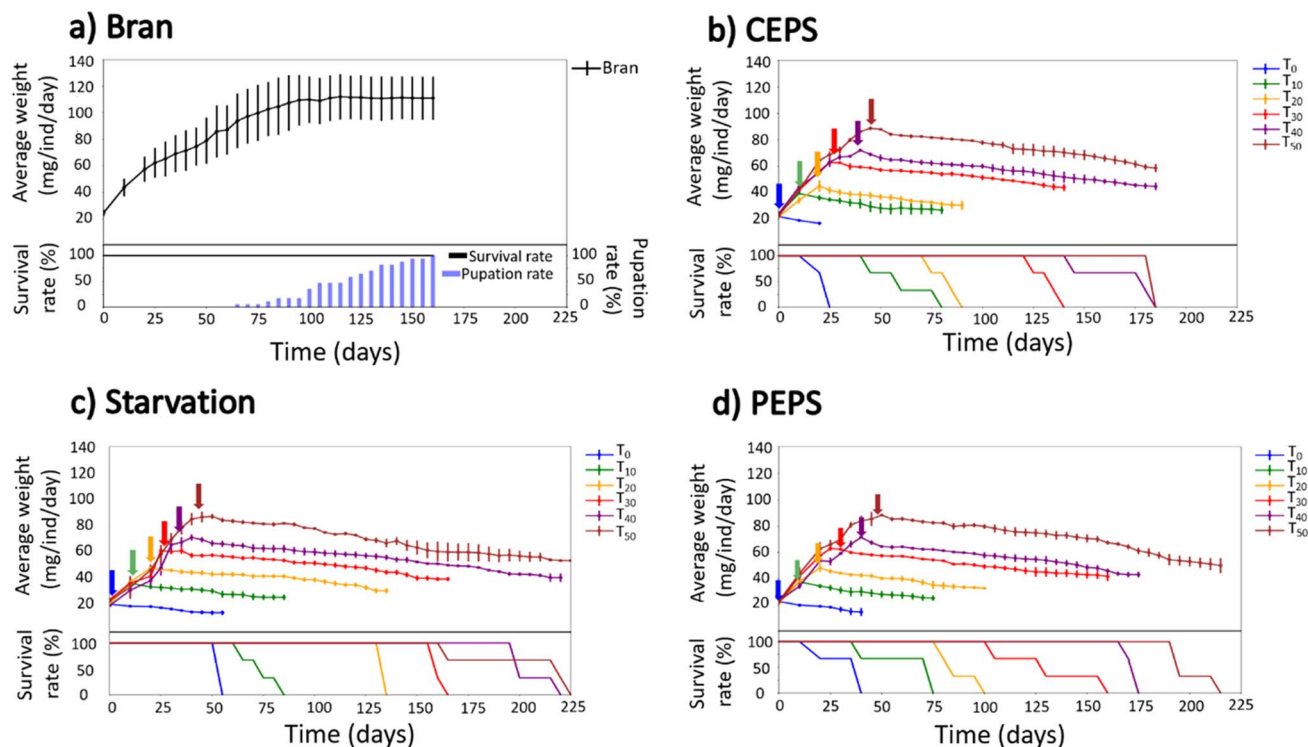 a) Bran
Average weight
(mg/ind/day)
140
120
100
80
60
40
20
Bran
Survival
rate (%)
100
50
0
Survival rate
Pupation rate
100
50
0
Pupation
rate (%)
0 25 50 75 100 125 150 175 200 225
Time (days)
b) CEPS
Average weight
(mg/ind/day)
140
120
100
80
60
40
20
T0
T10
T20
T30
T40
T50
Survival
rate (%)
100
50
0
0 25 50 75 100 125 150 175 200 225
Time (days)
c) Starvation
Average weight
(mg/ind/day)
140
120
100
80
60
40
20
T0
T10
T20
T30
T40
T50
Survival
rate (%)
100
50
0
0 25 50 75 100 125 150 175 200 225
Time (days)
d) PEPS
Average weight
(mg/ind/day)
140
120
100
80
60
40
20
T0
T10
T20
T30
T40
T50
Survival
rate (%)
100
50
0
0 25 50 75 100 125 150 175 200 225
Time (days)